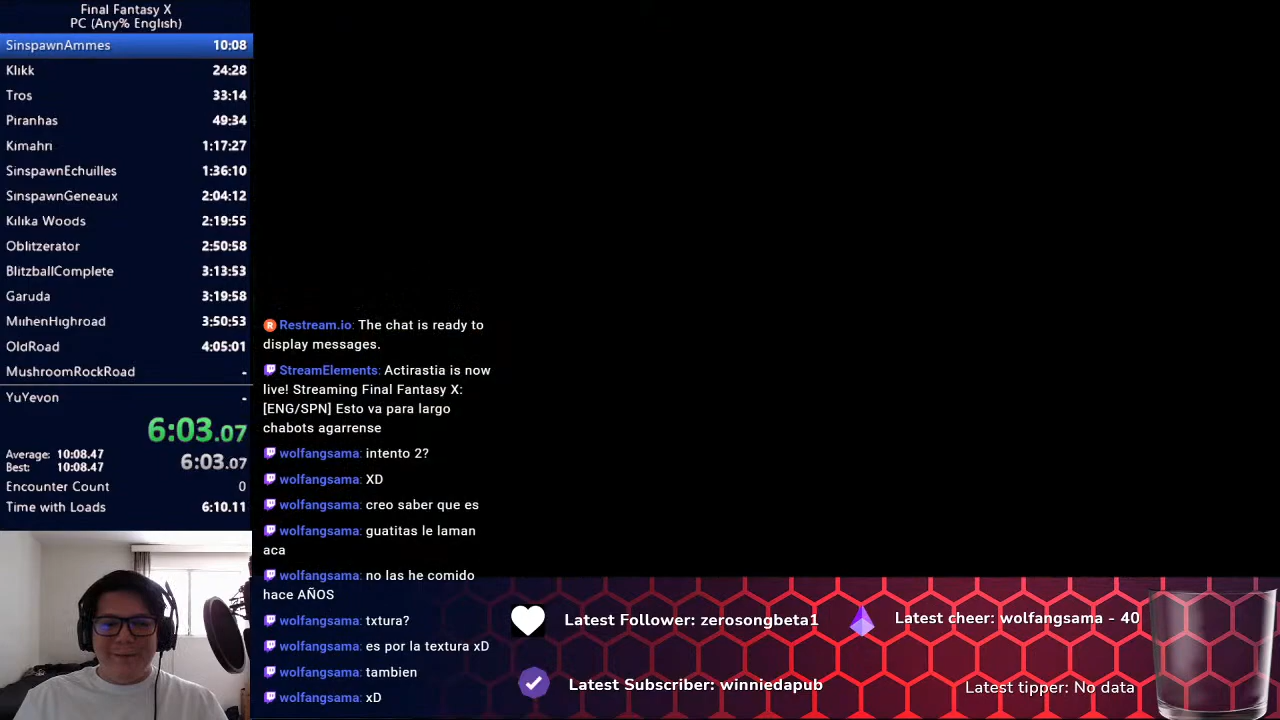 Final Fantasy X
PC (Any% English)
SinspawnAmmes 10:08
Klikk 24:28
Tros 33:14
Piranhas 49:34
Kimahri 1:17:27
SinspawnEchuilles 1:36:10
SinspawnGeneaux 2:04:12
Kilika Woods 2:19:55
Oblitzerator 2:50:58
BlitzballComplete 3:13:53
Garuda 3:19:58
MiihenHighroad 3:50:53
OldRoad 4:05:01
MushroomRockRoad -
YuYevon -
6:03.07
Average: 10:08.47
Best: 10:08.47
6:03.07
Encounter Count 0
Time with Loads 6:10.11
Restream.io: The chat is ready to
display messages.
StreamElements: Actirastia is now
live! Streaming Final Fantasy X:
[ENG/SPN] Esto va para largo
chabots agarrense
wolfangsama: intento 2?
wolfangsama: XD
wolfangsama: creo saber que es
wolfangsama: guatitas le laman
aca
wolfangsama: no las he comido
hace AÑOS
wolfangsama: txtura?
wolfangsama: es por la textura xD
wolfangsama: tambien
wolfangsama: xD
Latest Follower: zerosongbeta1
Latest cheer: wolfangsama - 40
Latest Subscriber: winniedapub
Latest tipper: No data